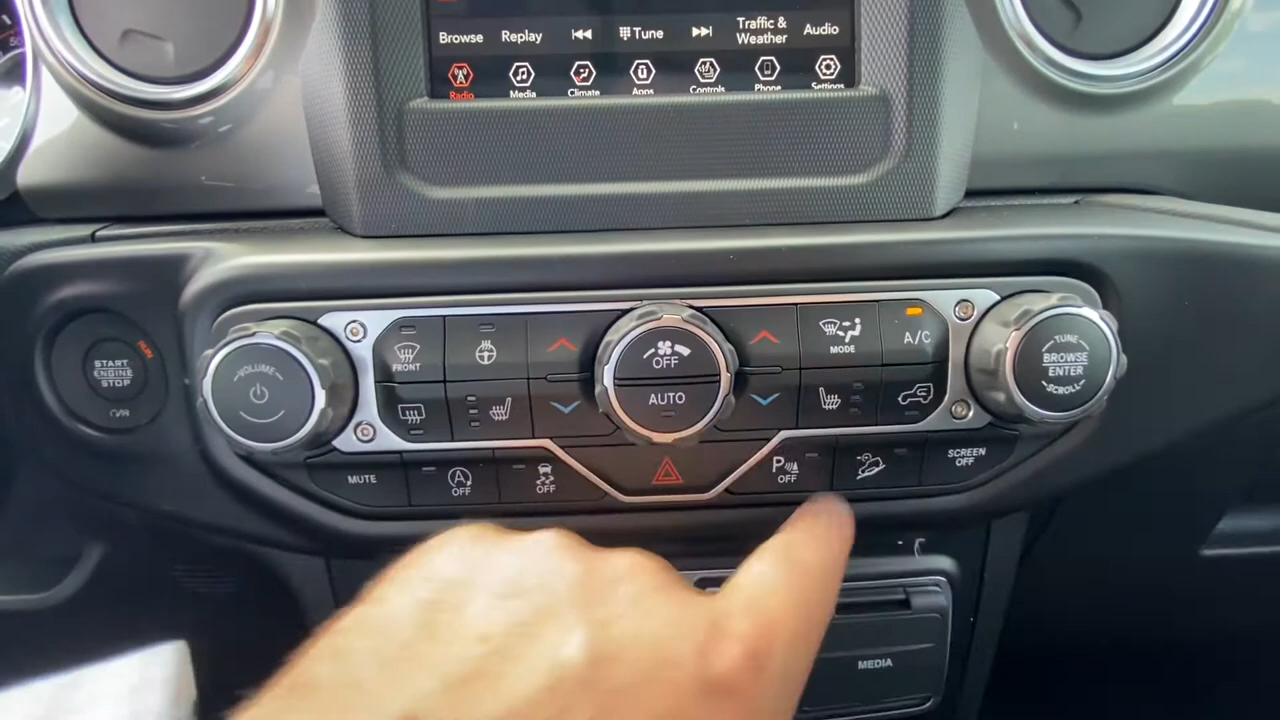 Browse Replay Tune Traffic & Weather Audio
Radio Media Climate Apps Controls Phone Settings
START ENGINE STOP
RUN
VOLUME
FRONT
OFF
AUTO
MODE
A/C
TUNE
BROWSE
ENTER
SCROLL
MUTE
A
OFF
OFF
P
OFF
SCREEN
OFF
MEDIA